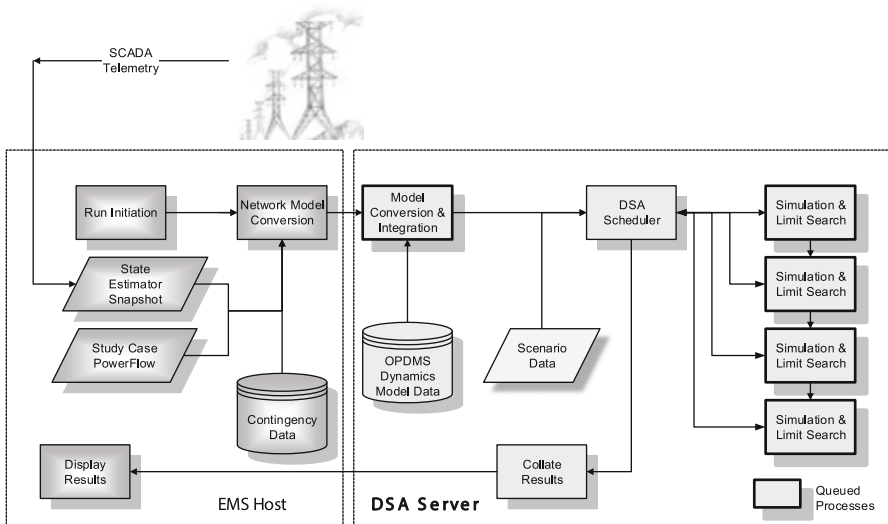 SCADA
Telemetry
Run Initiation
Network Model
Conversion
Model
Conversion &
Integration
DSA
Scheduler
Simulation &
Limit Search
State
Estimator
Snapshot
Simulation &
Limit Search
Study Case
PowerFlow
OPDMS
Dynamics
Model Data
Scenario
Data
Simulation &
Limit Search
Contingency
Data
Simulation &
Limit Search
Display
Results
Collate
Results
EMS Host
DSA Server
Queued
Processes